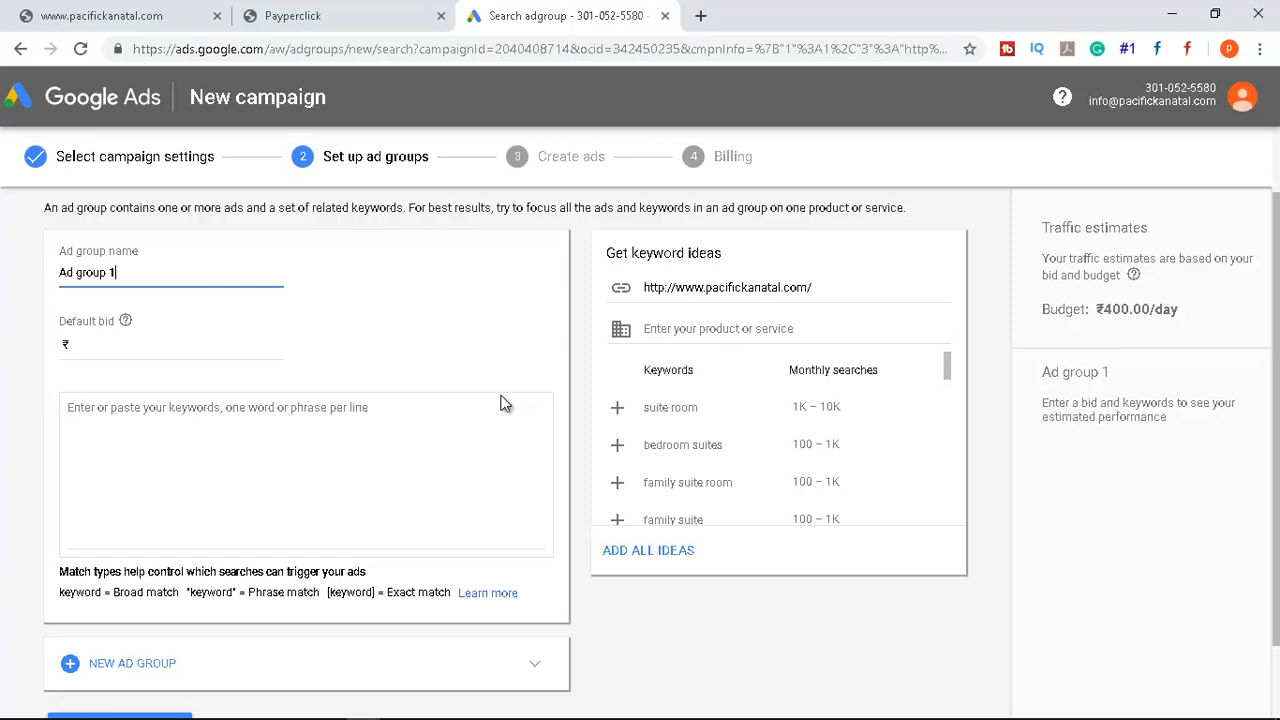 www.pacifickanatal.com
Payperclick
Search adgroup - 301-052-5580 -
https://ads.google.com/aw/adgroups/new/search?campaignId=2040408714&ocid=342450235&cmpnInfo=%7B"1"%3A1%2C"3"%3A"http%...
#1
P
Google Ads
New campaign
301-052-5580
info@pacifickanatal.com
Select campaign settings
2 Set up ad groups
3 Create ads
4 Billing
An ad group contains one or more ads and a set of related keywords. For best results, try to focus all the ads and keywords in an ad group on one product or service.
Ad group name
Ad group 1
Default bid
₹
Enter or paste your keywords, one word or phrase per line
Match types help control which searches can trigger your ads
keyword = Broad match "keyword" = Phrase match [keyword] = Exact match Learn more
NEW AD GROUP
Get keyword ideas
http://www.pacifickanatal.com/
Enter your product or service
Keywords Monthly searches
suite room 1K – 10K
bedroom suites 100 – 1K
family suite room 100 – 1K
family suite 100 – 1K
ADD ALL IDEAS
Traffic estimates
Your traffic estimates are based on your
bid and budget
Budget: ₹400.00/day
Ad group 1
Enter a bid and keywords to see your
estimated performance